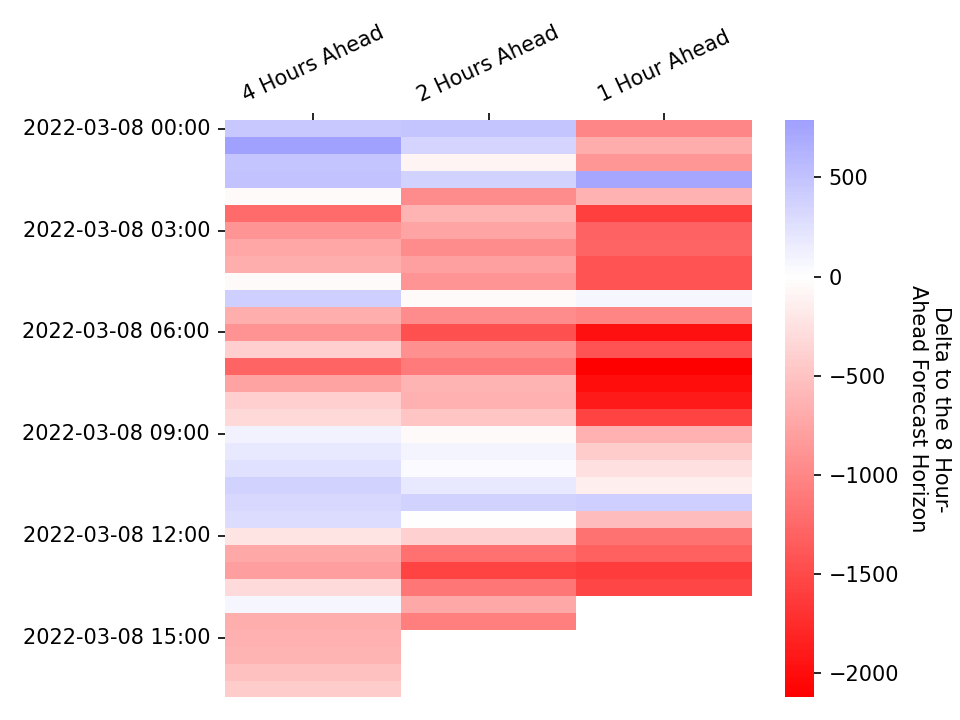 4 Hours Ahead
2 Hours Ahead
1 Hour Ahead
2022-03-08 00:00
2022-03-08 03:00
2022-03-08 06:00
2022-03-08 09:00
2022-03-08 12:00
2022-03-08 15:00
500
0
−500
−1000
−1500
−2000
Delta to the 8 Hour-
Ahead Forecast Horizon